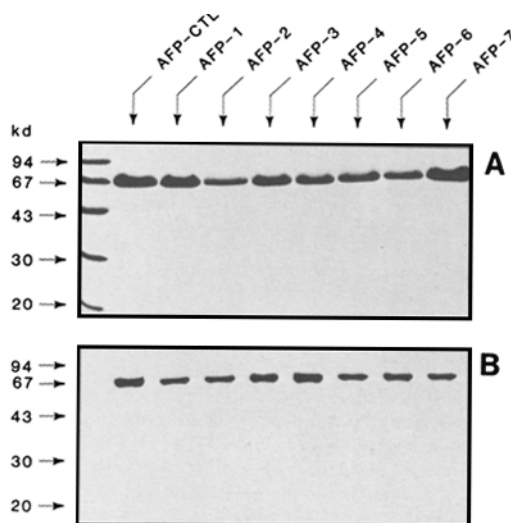 AFP-CTL
AFP-1
AFP-2
AFP-3
AFP-4
AFP-5
AFP-6
AFP-7
kd
A
94
67
43
30
20
B
94
67
43
30
20